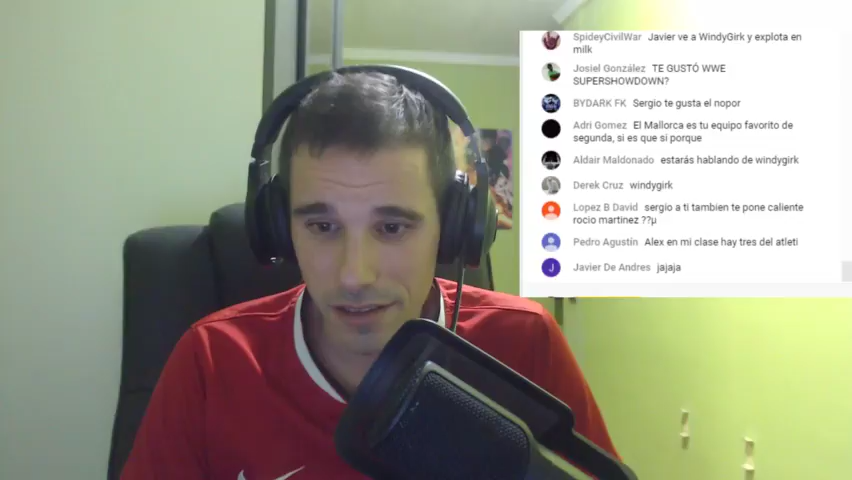 SpideyCivilWar Javier ve a WindyGirk y explota en
milk
Josiel González TE GUSTÓ WWE
SUPERSHOWDOWN?
BYDARK FK Sergio te gusta el nopor
Adri Gomez El Mallorca es tu equipo favorito de
segunda, si es que si porque
Aldair Maldonado estarás hablando de windygirk
Derek Cruz windygirk
Lopez B David sergio a ti tambien te pone caliente
rocio martinez ??µ
Pedro Agustín Alex en mi clase hay tres del atleti
J Javier De Andres jajaja